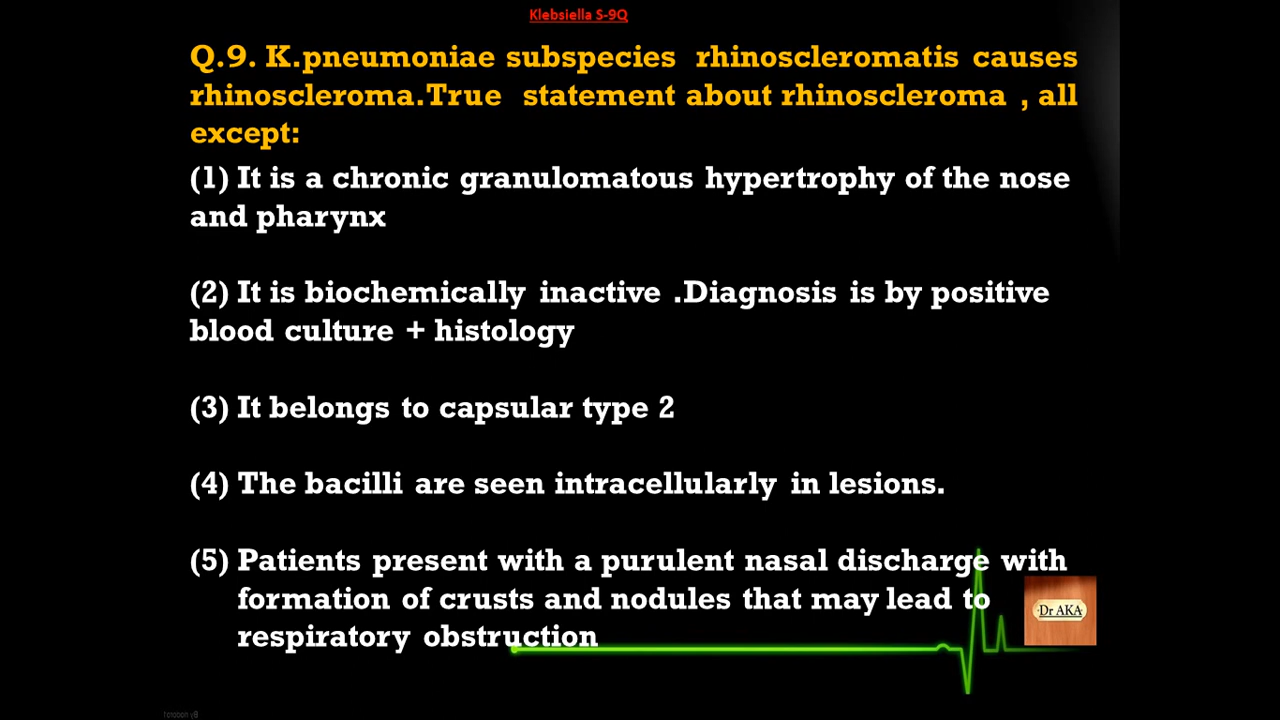 Klebsiella S-9Q
Q.9. K.pneumoniae subspecies rhinoscleromatis causes
rhinoscleroma.True statement about rhinoscleroma , all
except:
(1) It is a chronic granulomatous hypertrophy of the nose
and pharynx
(2) It is biochemically inactive .Diagnosis is by positive
blood culture + histology
(3) It belongs to capsular type 2
(4) The bacilli are seen intracellularly in lesions.
(5) Patients present with a purulent nasal discharge with
formation of crusts and nodules that may lead to
respiratory obstruction
Dr AKA